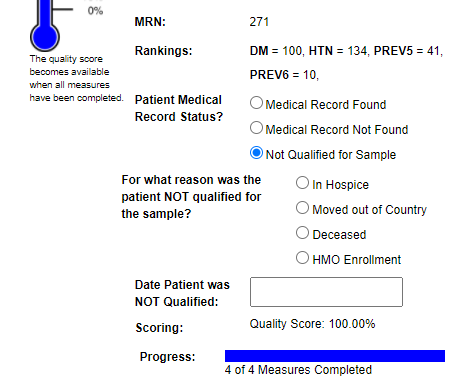 0%
The quality score
becomes available
when all measures
have been completed.
MRN: 271
Rankings: DM = 100, HTN = 134, PREV5 = 41,
PREV6 = 10,
Patient Medical
Record Status?
Medical Record Found
Medical Record Not Found
Not Qualified for Sample
For what reason was the
patient NOT qualified for
the sample?
In Hospice
Moved out of Country
Deceased
HMO Enrollment
Date Patient was
NOT Qualified:
Scoring: Quality Score: 100.00%
Progress:
4 of 4 Measures Completed